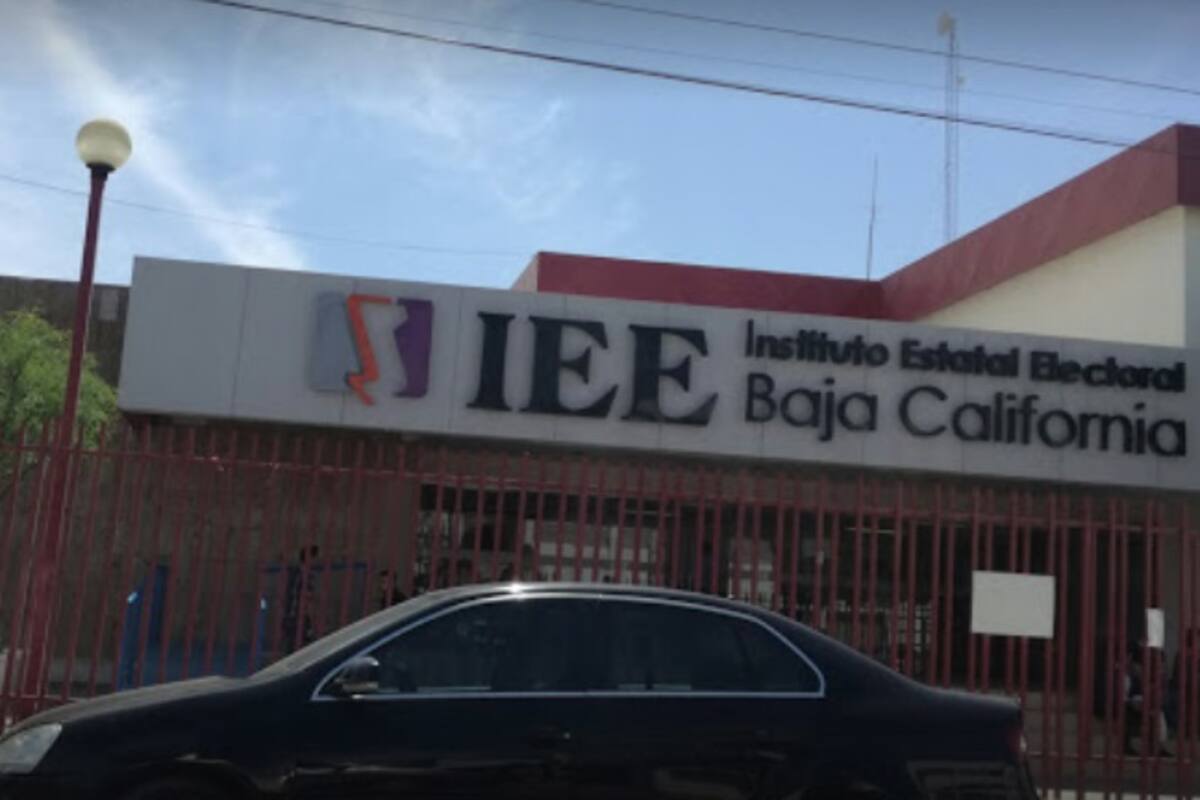 IEE
Instituto Estatal Electoral
Baja California